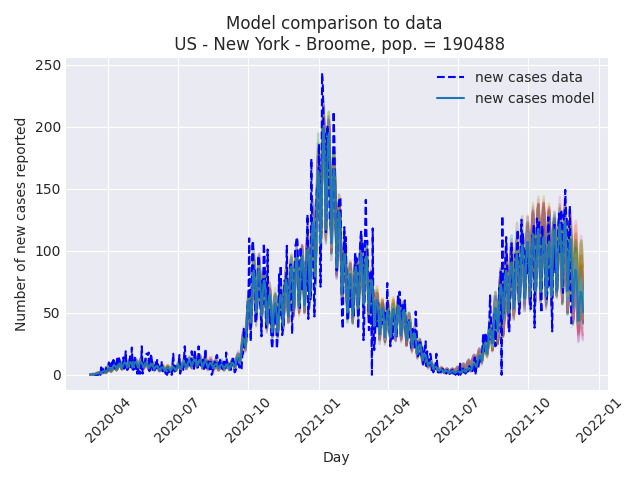 Model comparison to data
US - New York - Broome, pop. = 190488
new cases data
new cases model
Number of new cases reported
250
200
150
100
50
0
2020-04
2020-07
2020-10
2021-01
2021-04
2021-07
2021-10
2022-01
Day